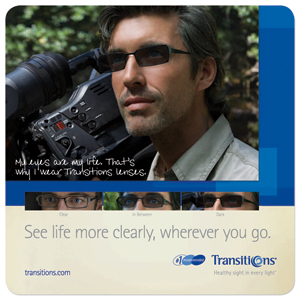 My eyes are my life. That's
why I wear Transitions lenses.
Clear
In Between
Dark
See life more clearly, wherever you go.
Transitions
Healthy sight in every light
transitions.com